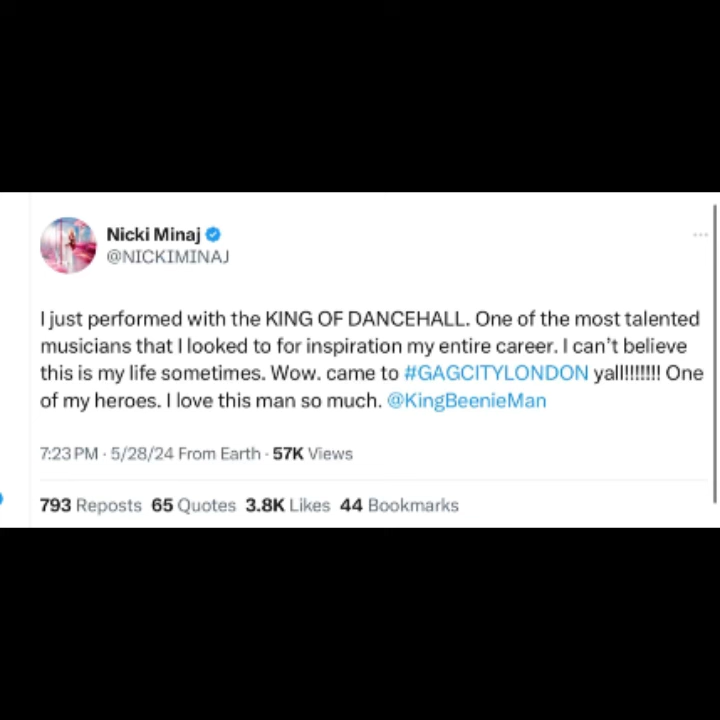 Nicki Minaj
@NICKIMINAJ
I just performed with the KING OF DANCEHALL. One of the most talented
musicians that I looked to for inspiration my entire career. I can't believe
this is my life sometimes. Wow. came to #GAGCITYLONDON yall!!!!!!! One
of my heroes. I love this man so much. @KingBeenieMan
7:23 PM · 5/28/24 From Earth · 57K Views
793 Reposts 65 Quotes 3.8K Likes 44 Bookmarks